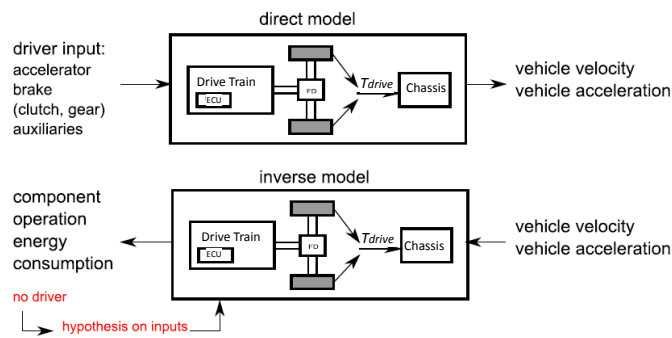 direct model
driver input:
accelerator
brake
(clutch, gear)
auxiliaries
Drive Train
ECU
FD
Tdrive
Chassis
vehicle velocity
vehicle acceleration
inverse model
component
operation
energy
consumption
Drive Train
ECU
FD
Tdrive
Chassis
vehicle velocity
vehicle acceleration
no driver
hypothesis on inputs